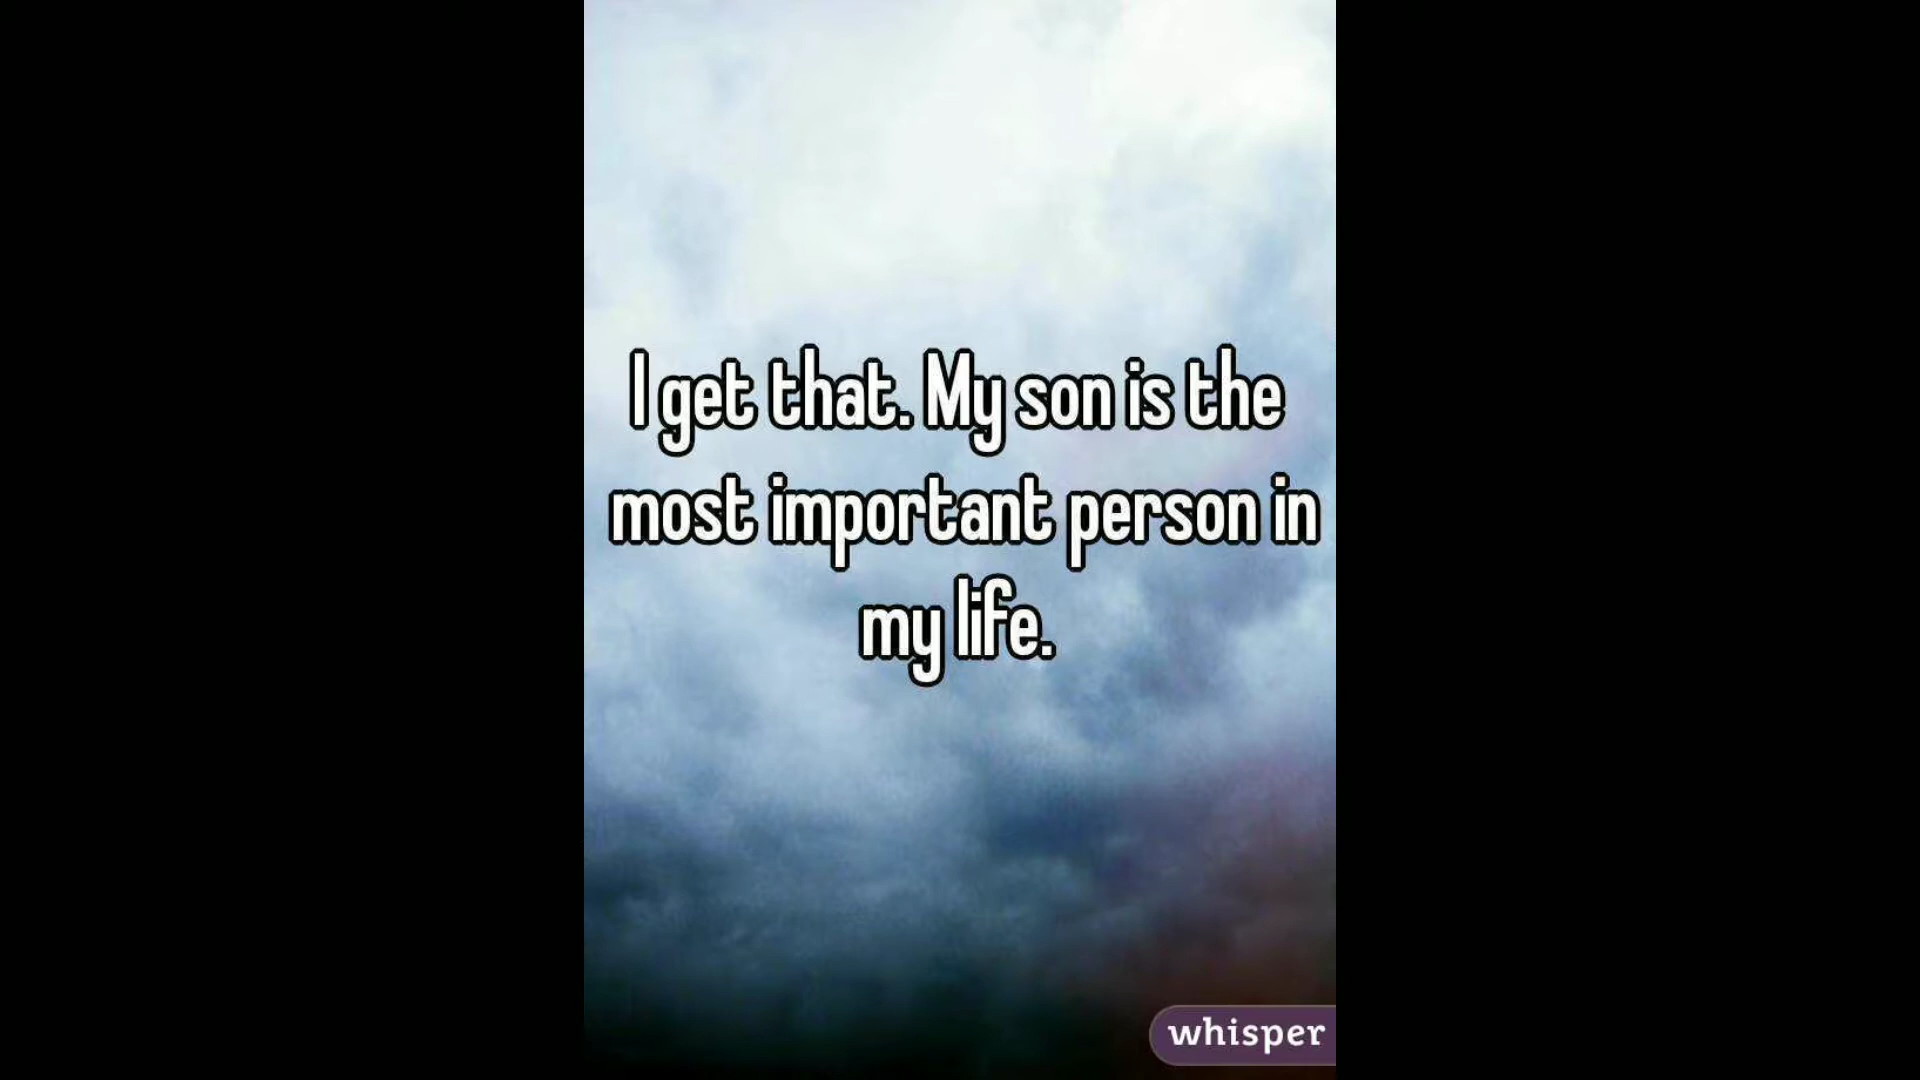 I get that. My son is the
most important person in
my life.
whisper